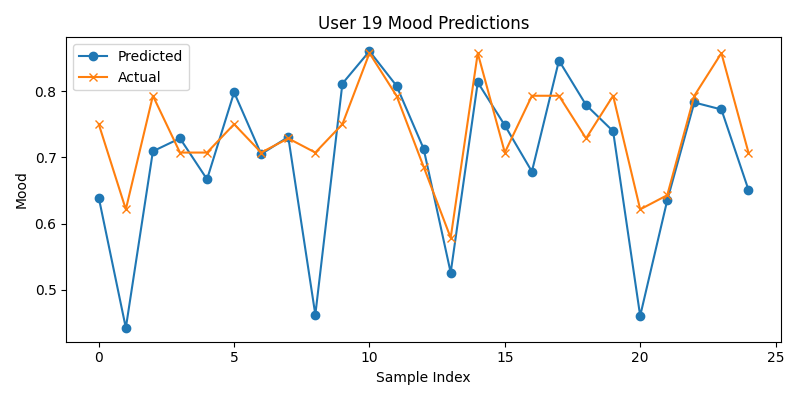 User 19 Mood Predictions
Predicted
Actual
Mood
0.8
0.7
0.6
0.5
0 5 10 15 20 25
Sample Index